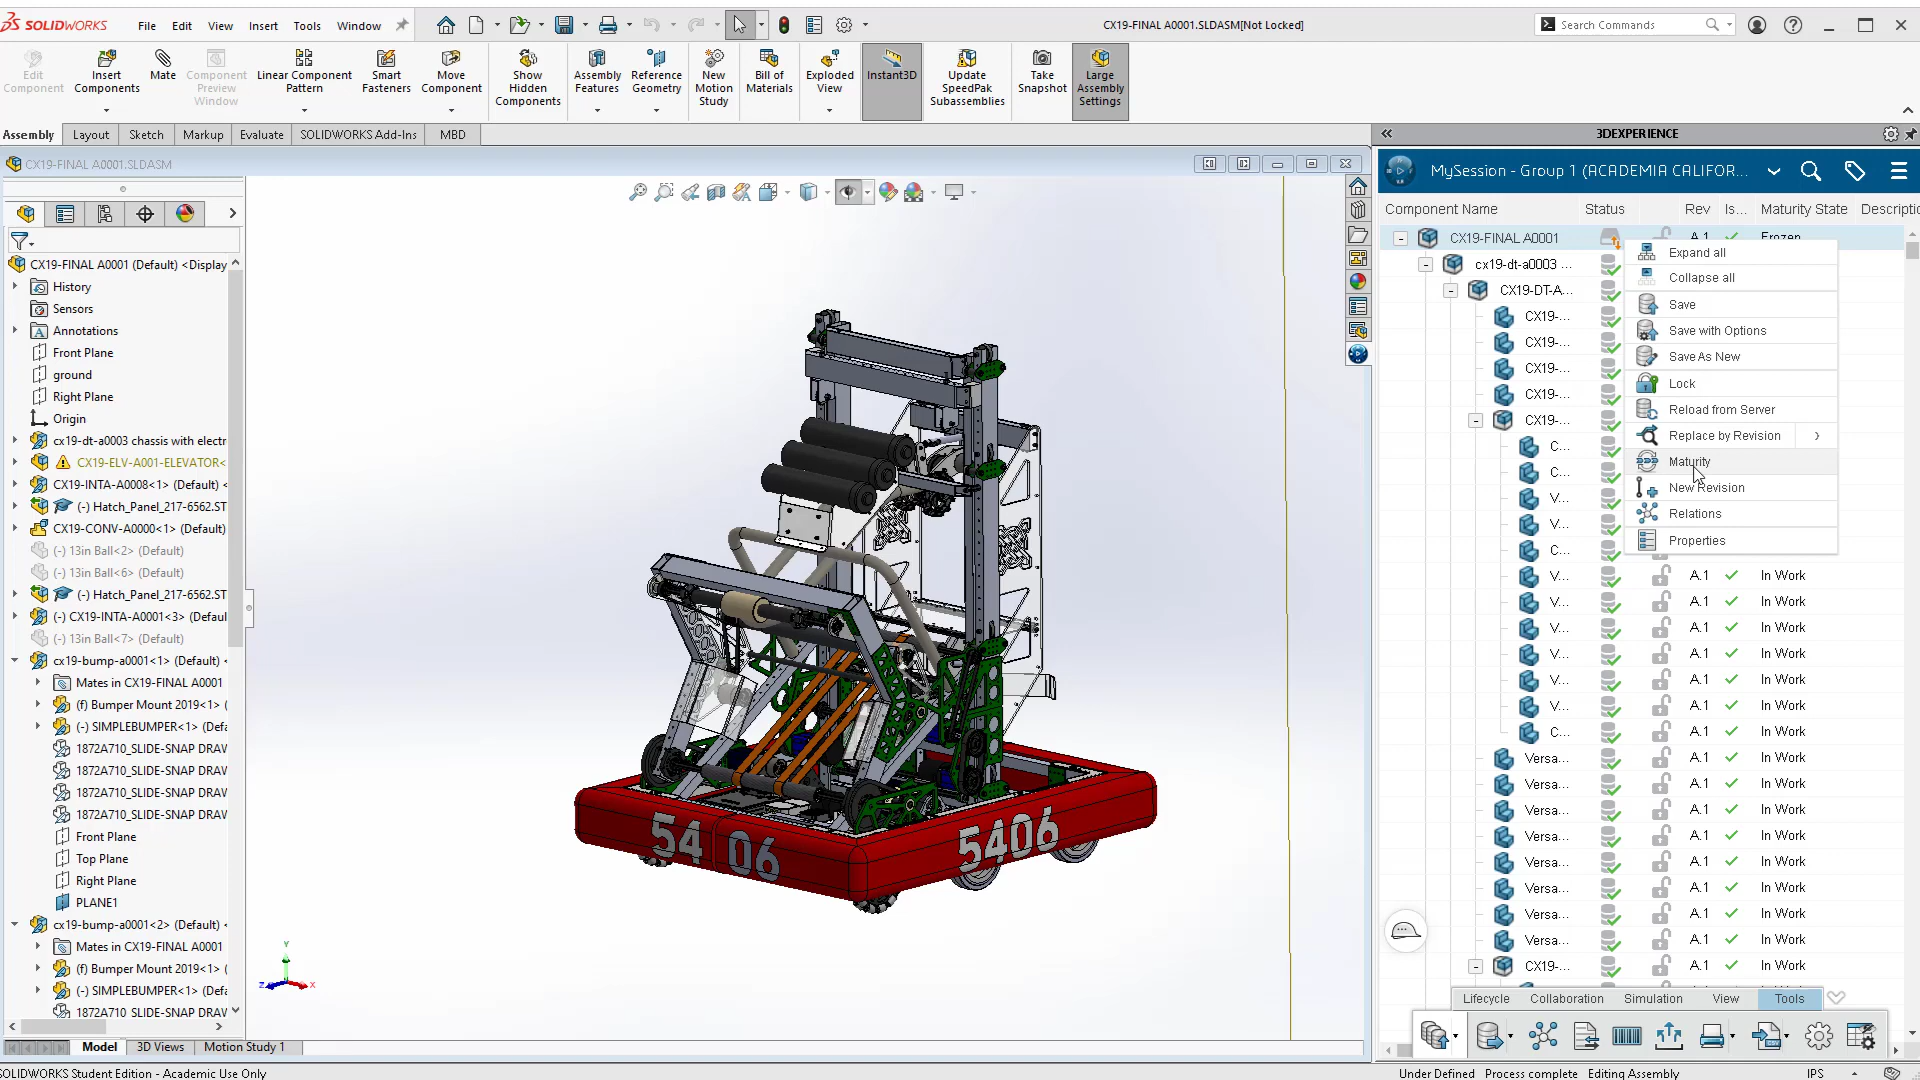 SOLIDWORKS
File Edit View Insert Tools Window
CX19-FINAL A0001.SLDASM[Not Locked]
Search Commands
Edit Component
Insert Components
Mate
Component Preview Window
Linear Component Pattern
Smart Fasteners
Move Component
Show Hidden Components
Assembly Features
Reference Geometry
New Motion Study
Bill of Materials
Exploded View
Instant3D
Update SpeedPak Subassemblies
Take Snapshot
Large Assembly Settings
Assembly Layout Sketch Markup Evaluate SOLIDWORKS Add-Ins MBD
3DEXPERIENCE
CX19-FINAL A0001.SLDASM
MySession - Group 1 (ACADEMIA CALIFOR...
Component Name Status Rev Is... Maturity State Descriptio
CX19-FINAL A0001 (Default) <Display
History
Sensors
Annotations
Front Plane
ground
Right Plane
Origin
cx19-dt-a0003 chassis with electr
CX19-ELV-A001-ELEVATOR<
CX19-INTA-A0008<1> (Default) <
(-) Hatch_Panel_217-6562.ST
CX19-CONV-A0000<1> (Default)
(-) 13in Ball<2> (Default)
(-) 13in Ball<6> (Default)
(-) Hatch_Panel_217-6562.ST
(-) CX19-INTA-A0001<3> (Defaul
(-) 13in Ball<7> (Default)
cx19-bump-a0001<1> (Default) <
Mates in CX19-FINAL A0001
(f) Bumper Mount 2019<1> (
(-) SIMPLEBUMPER<1> (Defa
1872A710_SLIDE-SNAP DRAW
1872A710_SLIDE-SNAP DRAW
1872A710_SLIDE-SNAP DRAW
1872A710_SLIDE-SNAP DRAW
Front Plane
Top Plane
Right Plane
PLANE1
cx19-bump-a0001<2> (Default) <
Mates in CX19-FINAL A0001
(f) Bumper Mount 2019<1> (
(-) SIMPLEBUMPER<1> (Defa
1872A710 SLIDE-SNAP DRAW
54 06
5406
Y
Z
X
CX19-FINAL A0001 A.1 Frozen
cx19-dt-a0003 ...
CX19-DT-A...
CX19-...
CX19-...
CX19-...
CX19-...
CX19-...
C...
C...
V...
V...
C...
V... A.1 In Work
V... A.1 In Work
V... A.1 In Work
V... A.1 In Work
V... A.1 In Work
V... A.1 In Work
C... A.1 In Work
Versa... A.1 In Work
Versa... A.1 In Work
Versa... A.1 In Work
Versa... A.1 In Work
Versa... A.1 In Work
Versa... A.1 In Work
Versa... A.1 In Work
Versa... A.1 In Work
CX19-... A.1 In Work
Expand all
Collapse all
Save
Save with Options
Save As New
Lock
Reload from Server
Replace by Revision
Maturity
New Revision
Relations
Properties
Lifecycle Collaboration Simulation View Tools
Model 3D Views Motion Study 1
SOLIDWORKS Student Edition - Academic Use Only
Under Defined Process complete Editing Assembly IPS